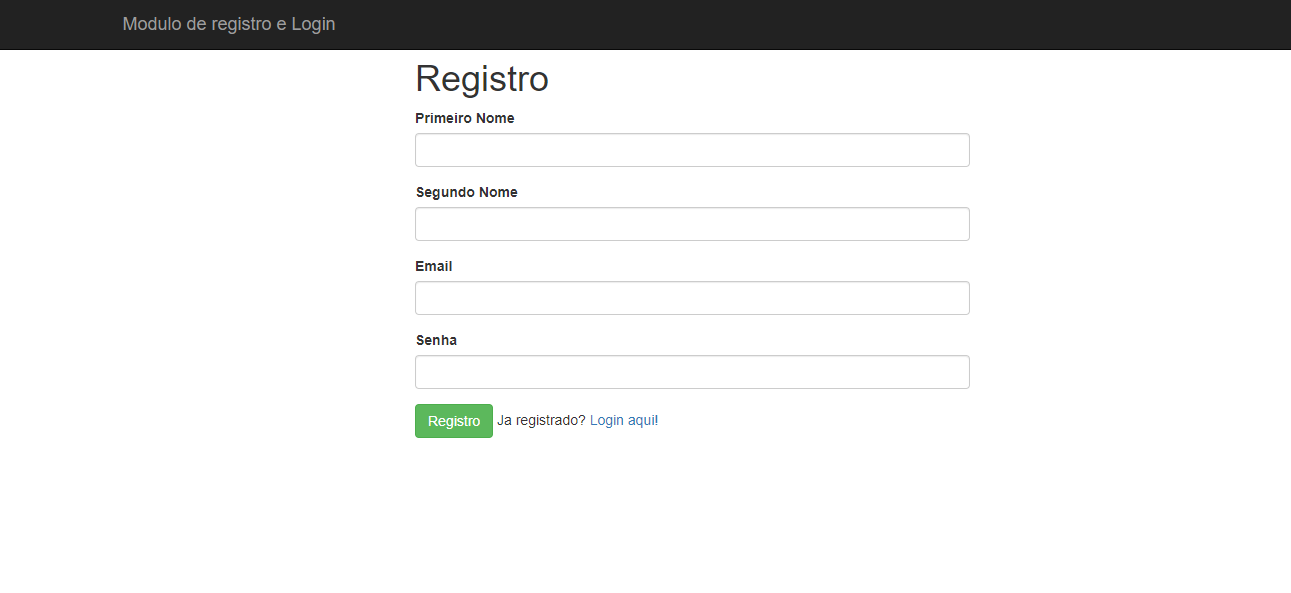 Modulo de registro e Login
Registro
Primeiro Nome
Segundo Nome
Email
Senha
Registro Ja registrado? Login aqui!